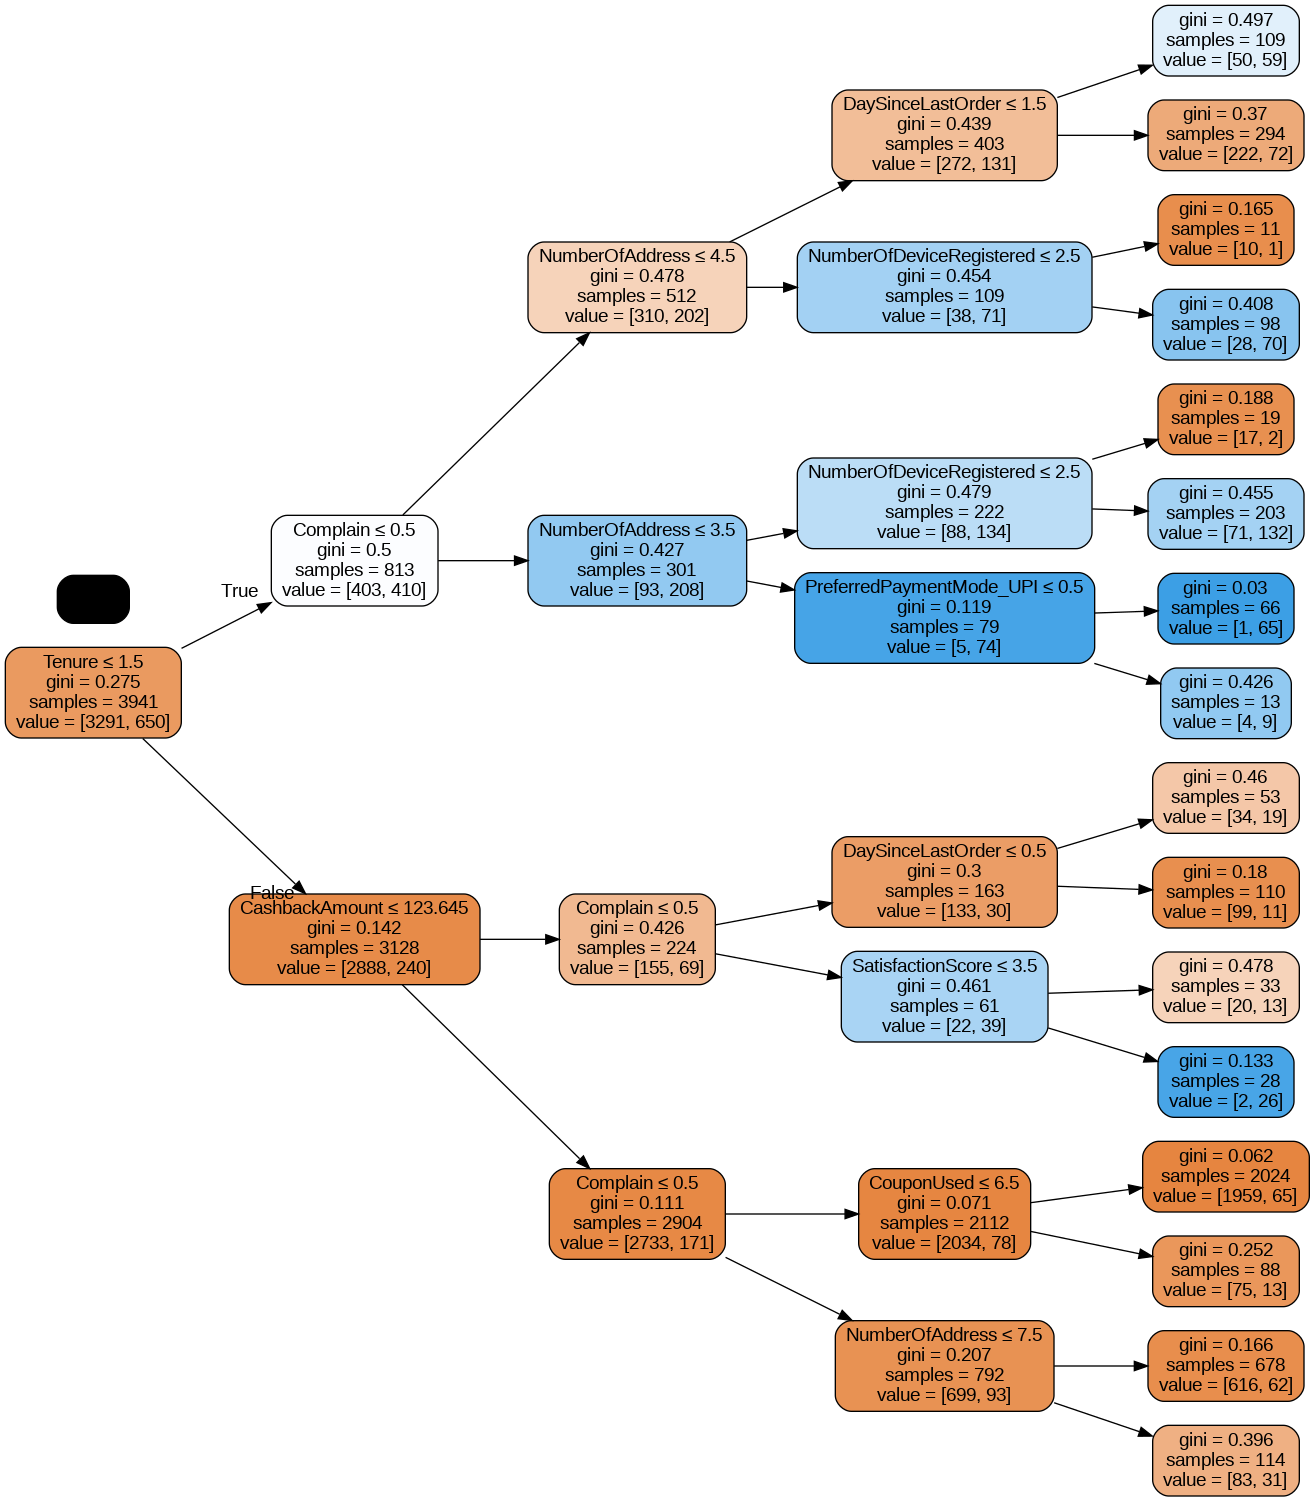 Tenure ≤ 1.5
gini = 0.275
samples = 3941
value = [3291, 650]
True
False
Complain ≤ 0.5
gini = 0.5
samples = 813
value = [403, 410]
CashbackAmount ≤ 123.645
gini = 0.142
samples = 3128
value = [2888, 240]
NumberOfAddress ≤ 4.5
gini = 0.478
samples = 512
value = [310, 202]
NumberOfAddress ≤ 3.5
gini = 0.427
samples = 301
value = [93, 208]
Complain ≤ 0.5
gini = 0.426
samples = 224
value = [155, 69]
Complain ≤ 0.5
gini = 0.111
samples = 2904
value = [2733, 171]
DaySinceLastOrder ≤ 1.5
gini = 0.439
samples = 403
value = [272, 131]
NumberOfDeviceRegistered ≤ 2.5
gini = 0.454
samples = 109
value = [38, 71]
NumberOfDeviceRegistered ≤ 2.5
gini = 0.479
samples = 222
value = [88, 134]
PreferredPaymentMode_UPI ≤ 0.5
gini = 0.119
samples = 79
value = [5, 74]
DaySinceLastOrder ≤ 0.5
gini = 0.3
samples = 163
value = [133, 30]
SatisfactionScore ≤ 3.5
gini = 0.461
samples = 61
value = [22, 39]
CouponUsed ≤ 6.5
gini = 0.071
samples = 2112
value = [2034, 78]
NumberOfAddress ≤ 7.5
gini = 0.207
samples = 792
value = [699, 93]
gini = 0.497
samples = 109
value = [50, 59]
gini = 0.37
samples = 294
value = [222, 72]
gini = 0.165
samples = 11
value = [10, 1]
gini = 0.408
samples = 98
value = [28, 70]
gini = 0.188
samples = 19
value = [17, 2]
gini = 0.455
samples = 203
value = [71, 132]
gini = 0.03
samples = 66
value = [1, 65]
gini = 0.426
samples = 13
value = [4, 9]
gini = 0.46
samples = 53
value = [34, 19]
gini = 0.18
samples = 110
value = [99, 11]
gini = 0.478
samples = 33
value = [20, 13]
gini = 0.133
samples = 28
value = [2, 26]
gini = 0.062
samples = 2024
value = [1959, 65]
gini = 0.252
samples = 88
value = [75, 13]
gini = 0.166
samples = 678
value = [616, 62]
gini = 0.396
samples = 114
value = [83, 31]